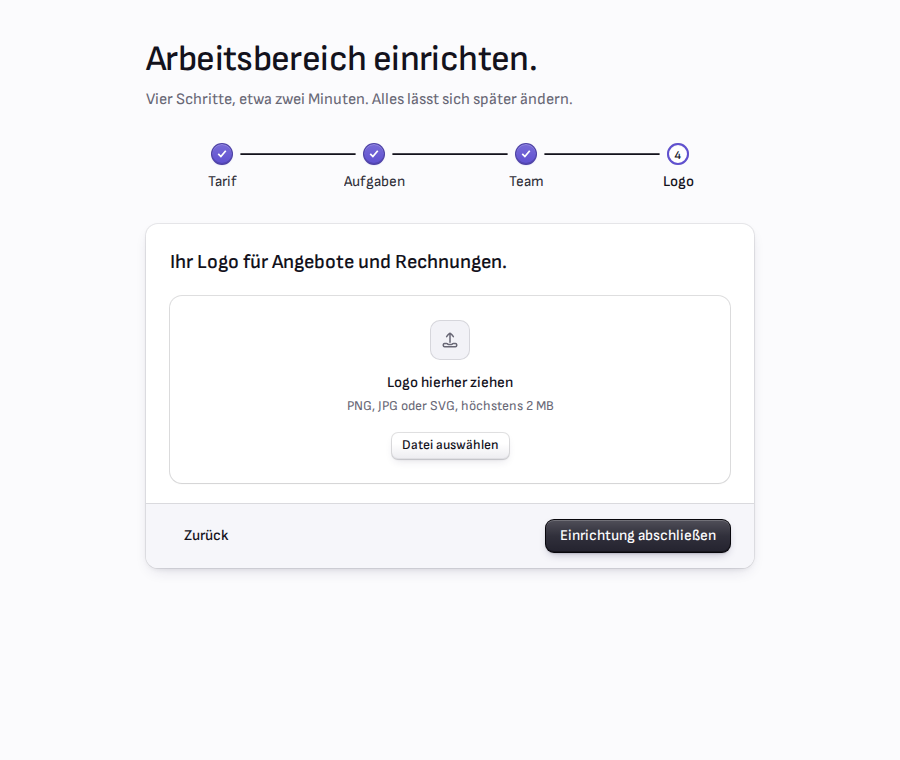 Arbeitsbereich einrichten.
Vier Schritte, etwa zwei Minuten. Alles lässt sich später ändern.
4
Tarif
Aufgaben
Team
Logo
Ihr Logo für Angebote und Rechnungen.
Logo hierher ziehen
PNG, JPG oder SVG, höchstens 2 MB
Datei auswählen
Zurück
Einrichtung abschließen